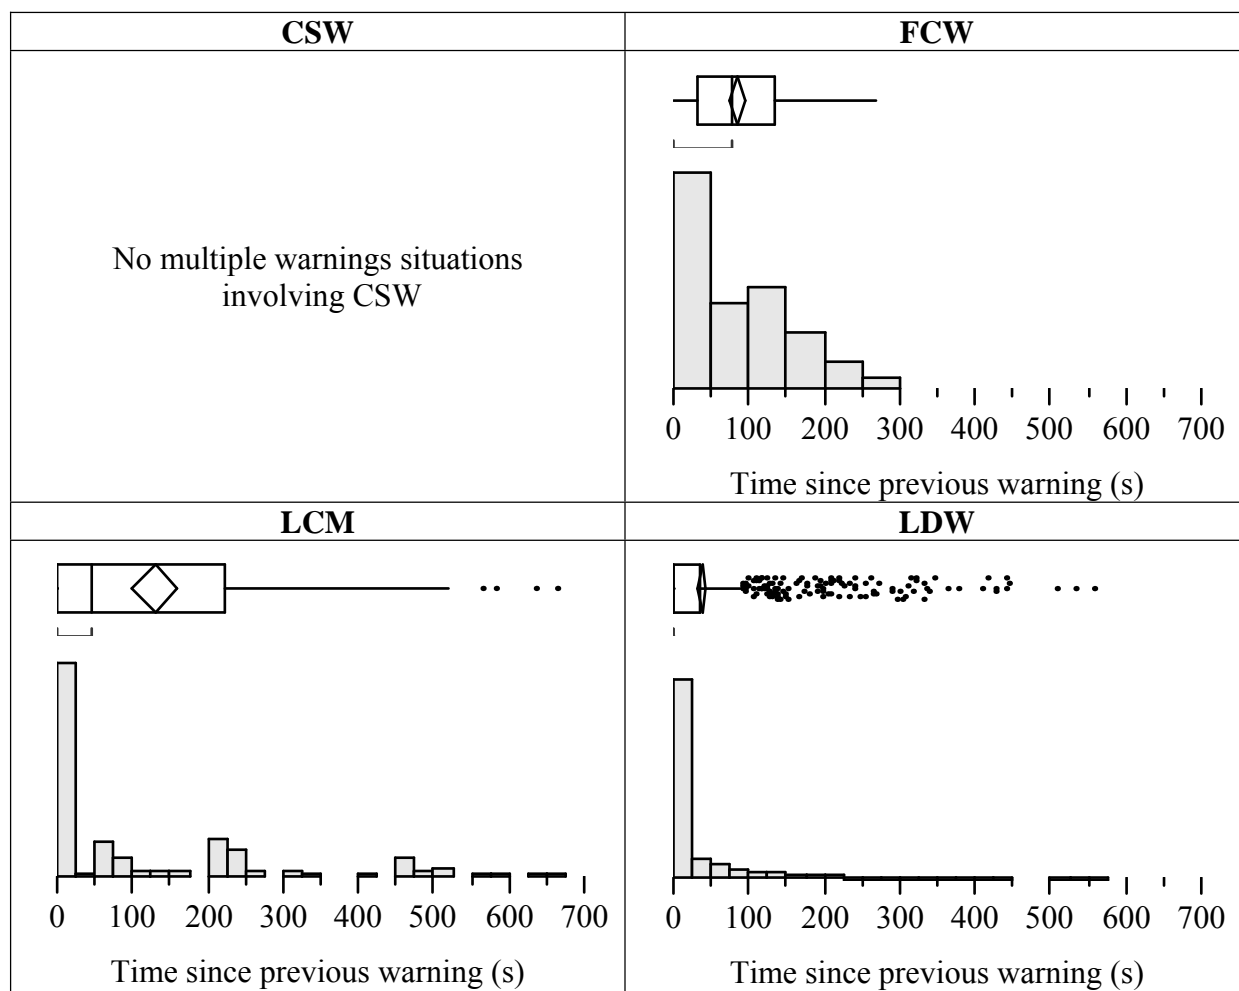 CSW
FCW
No multiple warnings situations
involving CSW
0 100 200 300 400 500 600 700
Time since previous warning (s)
LCM
LDW
0 100 200 300 400 500 600 700
Time since previous warning (s)
0 100 200 300 400 500 600 700
Time since previous warning (s)